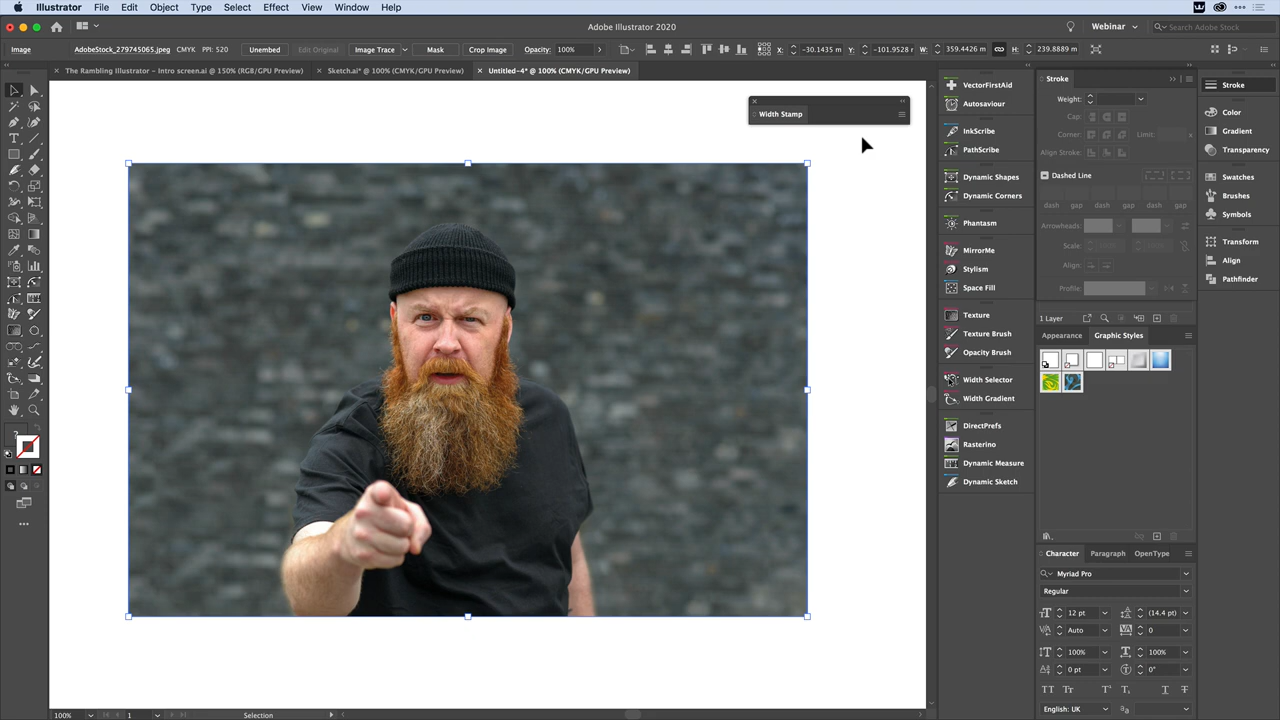 Illustrator File Edit Object Type Select Effect View Window Help
Adobe Illustrator 2020
Webinar
Search Adobe Stock
Image AdobeStock_279745065.jpeg CMYK PPI: 520 Unembed Edit Original Image Trace Mask Crop Image Opacity: 100% X: -30.1435 m Y: -101.9528 m W: 359.4426 m H: 239.8889 m
The Rambling Illustrator - Intro screen.ai @ 150% (RGB/GPU Preview)
Sketch.ai* @ 100% (CMYK/GPU Preview)
Untitled-4* @ 100% (CMYK/GPU Preview)
Width Stamp
VectorFirstAid
Autosaviour
InkScribe
PathScribe
Dynamic Shapes
Dynamic Corners
Phantasm
MirrorMe
Stylism
Space Fill
Texture
Texture Brush
Opacity Brush
Width Selector
Width Gradient
DirectPrefs
Rasterino
Dynamic Measure
Dynamic Sketch
Stroke
Weight:
Cap:
Corner: Limit: x
Align Stroke:
Dashed Line
dash gap dash gap dash gap
Arrowheads:
Scale: 100% 100%
Align:
Profile:
1 Layer
Appearance Graphic Styles
Character Paragraph OpenType
Myriad Pro
Regular
12 pt (14.4 pt)
Auto 0
100% 100%
0 pt 0°
English: UK
Stroke
Color
Gradient
Transparency
Swatches
Brushes
Symbols
Transform
Align
Pathfinder
100% 1 Selection